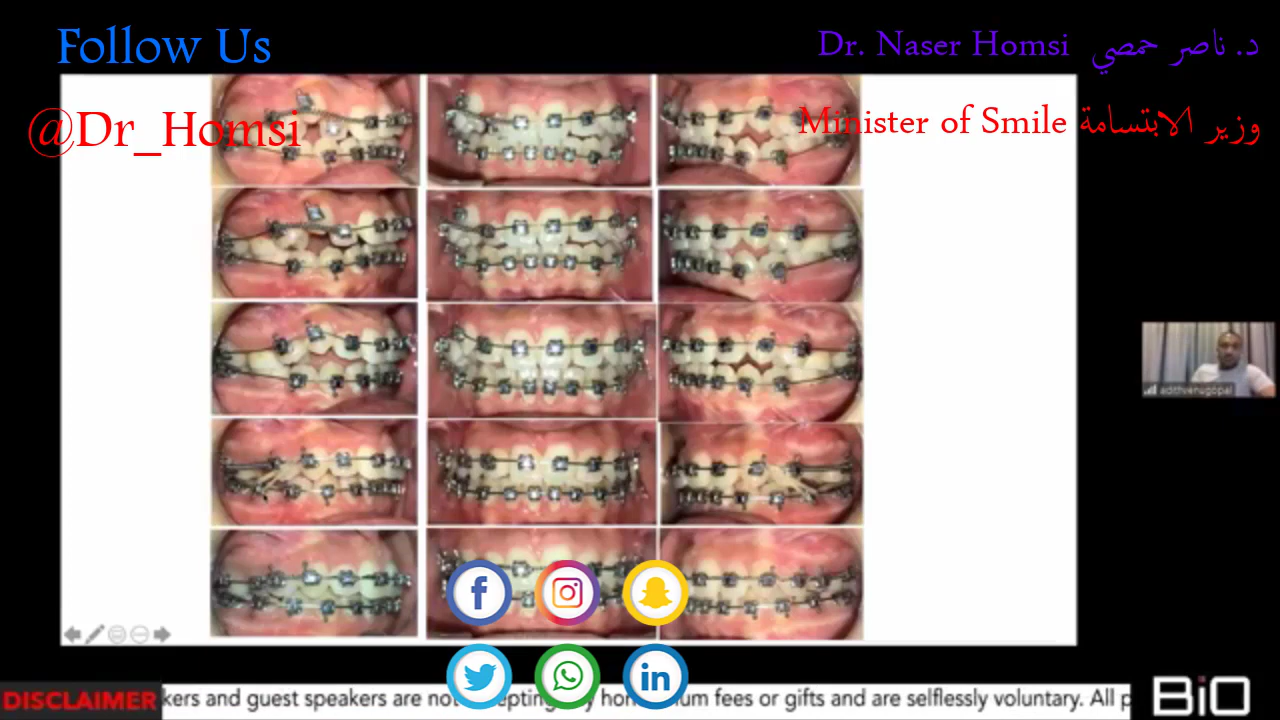 Follow Us
Dr. Naser Homsi د. ناصر حمصي
@Dr_Homsi
Minister of Smile وزير الابتسامة
adithvenugopal
DISCLAIMER kers and guest speakers are not um fees or gifts and are selflessly voluntary. All p
BiO